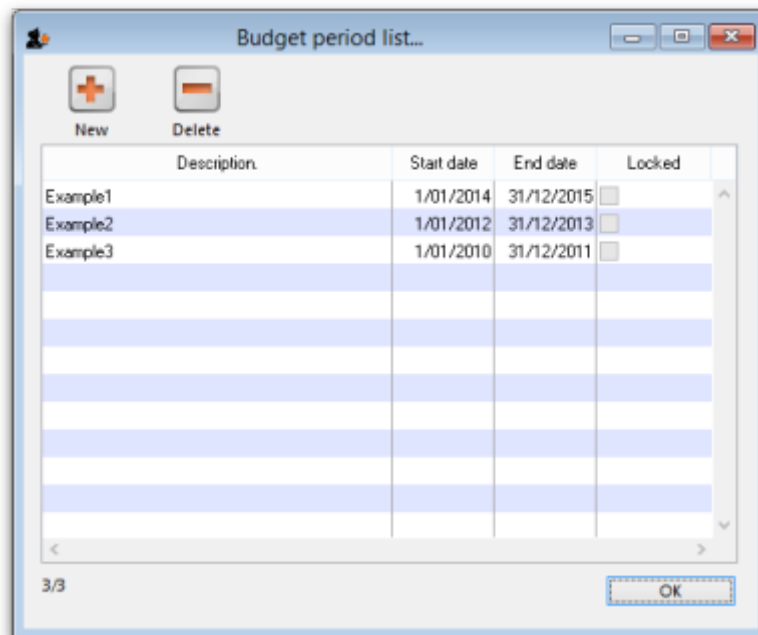 Budget period list...
New Delete
Description. Start date End date Locked
Example1 1/01/2014 31/12/2015
Example2 1/01/2012 31/12/2013
Example3 1/01/2010 31/12/2011
3/3 OK